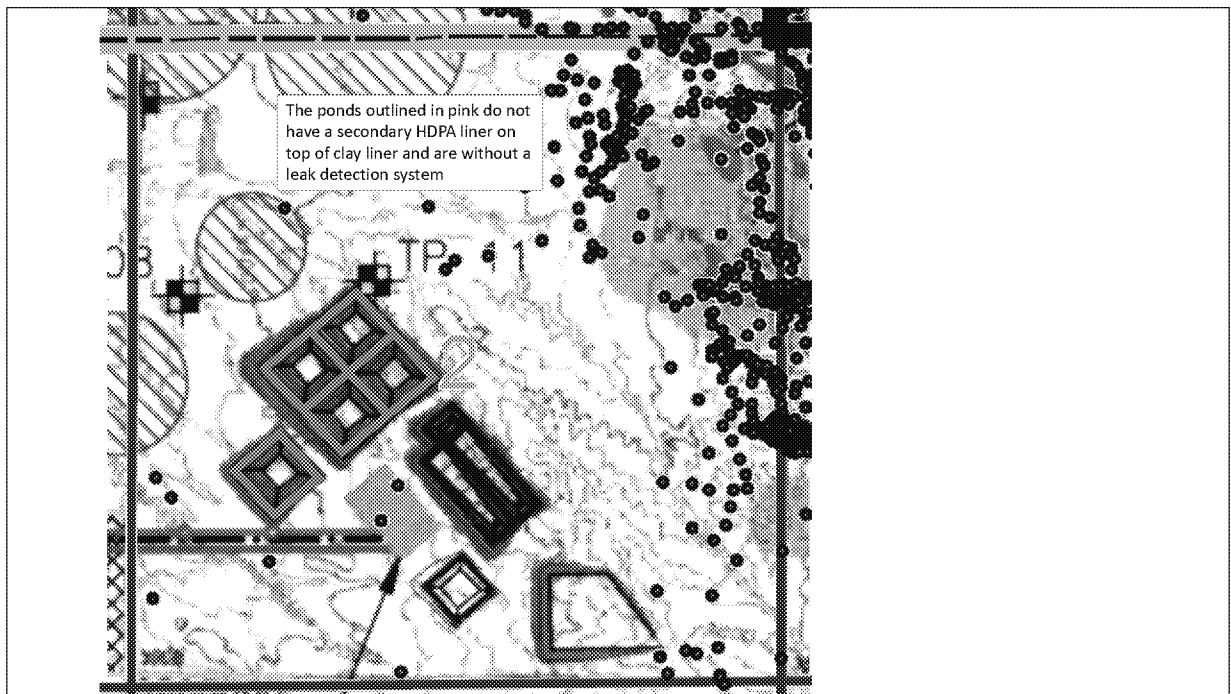 The ponds outlined in pink do not
have a secondary HDPA liner on
top of clay liner and are without a
leak detection system
TP 11
2